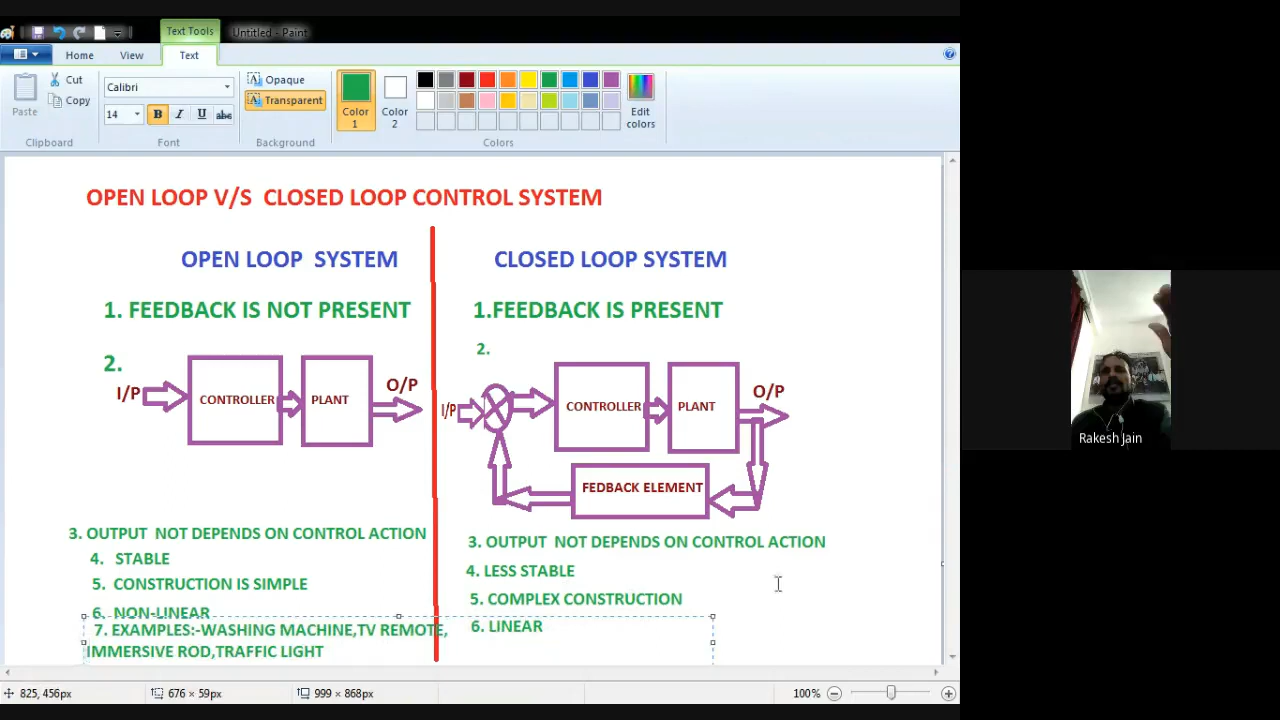 Text Tools
Untitled - Paint
Home
View
Text
Paste
Cut
Copy
Clipboard
Calibri
14
B I U abc
Font
Opaque
Transparent
Background
Color 1
Color 2
Edit colors
Colors
OPEN LOOP V/S CLOSED LOOP CONTROL SYSTEM
OPEN LOOP SYSTEM
1. FEEDBACK IS NOT PRESENT
2.
I/P
CONTROLLER
PLANT
O/P
3. OUTPUT NOT DEPENDS ON CONTROL ACTION
4. STABLE
5. CONSTRUCTION IS SIMPLE
6. NON-LINEAR
7. EXAMPLES:-WASHING MACHINE,TV REMOTE,
IMMERSIVE ROD,TRAFFIC LIGHT
CLOSED LOOP SYSTEM
1.FEEDBACK IS PRESENT
2.
I/P
CONTROLLER
PLANT
O/P
FEDBACK ELEMENT
3. OUTPUT NOT DEPENDS ON CONTROL ACTION
4. LESS STABLE
5. COMPLEX CONSTRUCTION
6. LINEAR
825, 456px
676 × 59px
999 × 868px
100%
Rakesh Jain